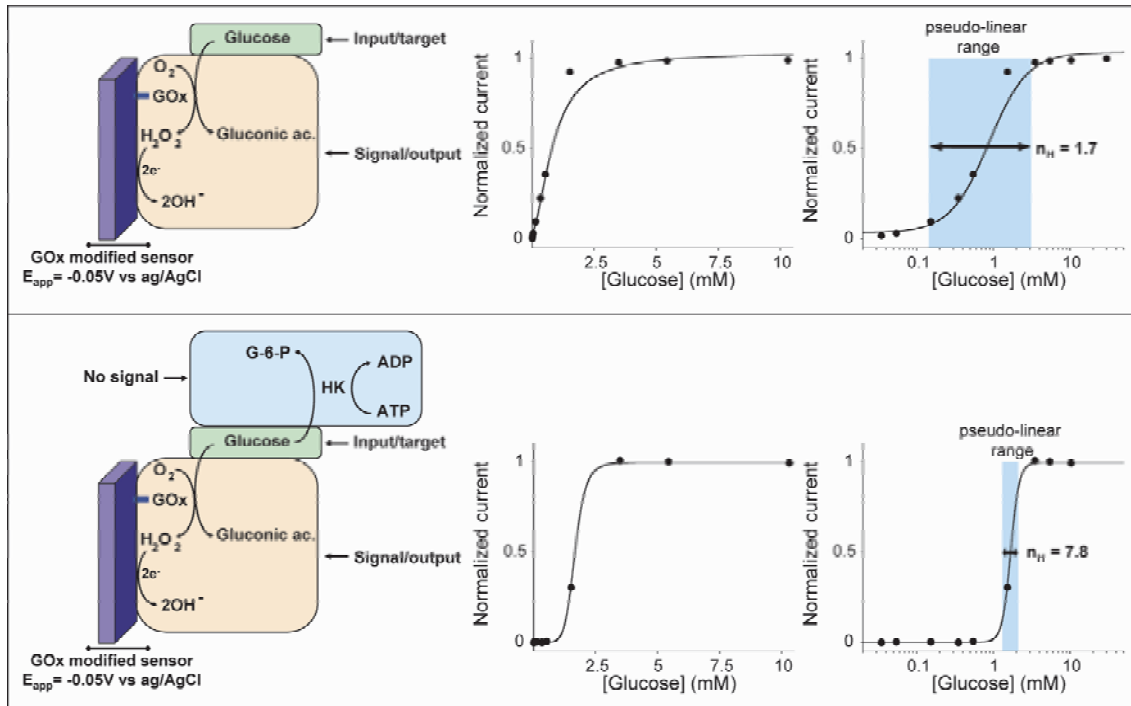 Glucose
Input/target
O2
GOx
H2O2
Gluconic ac.
2e-
2OH-
Signal/output
GOx modified sensor
Eapp= -0.05V vs ag/AgCl
Normalized current
1
0.5
0
2.5
5
7.5
10
[Glucose] (mM)
pseudo-linear
range
Normalized current
1
0.5
0
nH = 1.7
0.1
1
10
[Glucose] (mM)
No signal
G-6-P
HK
ADP
ATP
Glucose
Input/target
O2
GOx
H2O2
Gluconic ac.
2e-
2OH-
Signal/output
GOx modified sensor
Eapp= -0.05V vs ag/AgCl
Normalized current
1
0.5
0
2.5
5
7.5
10
[Glucose] (mM)
pseudo-linear
range
Normalized current
1
0.5
0
nH = 7.8
0.1
1
10
[Glucose] (mM)